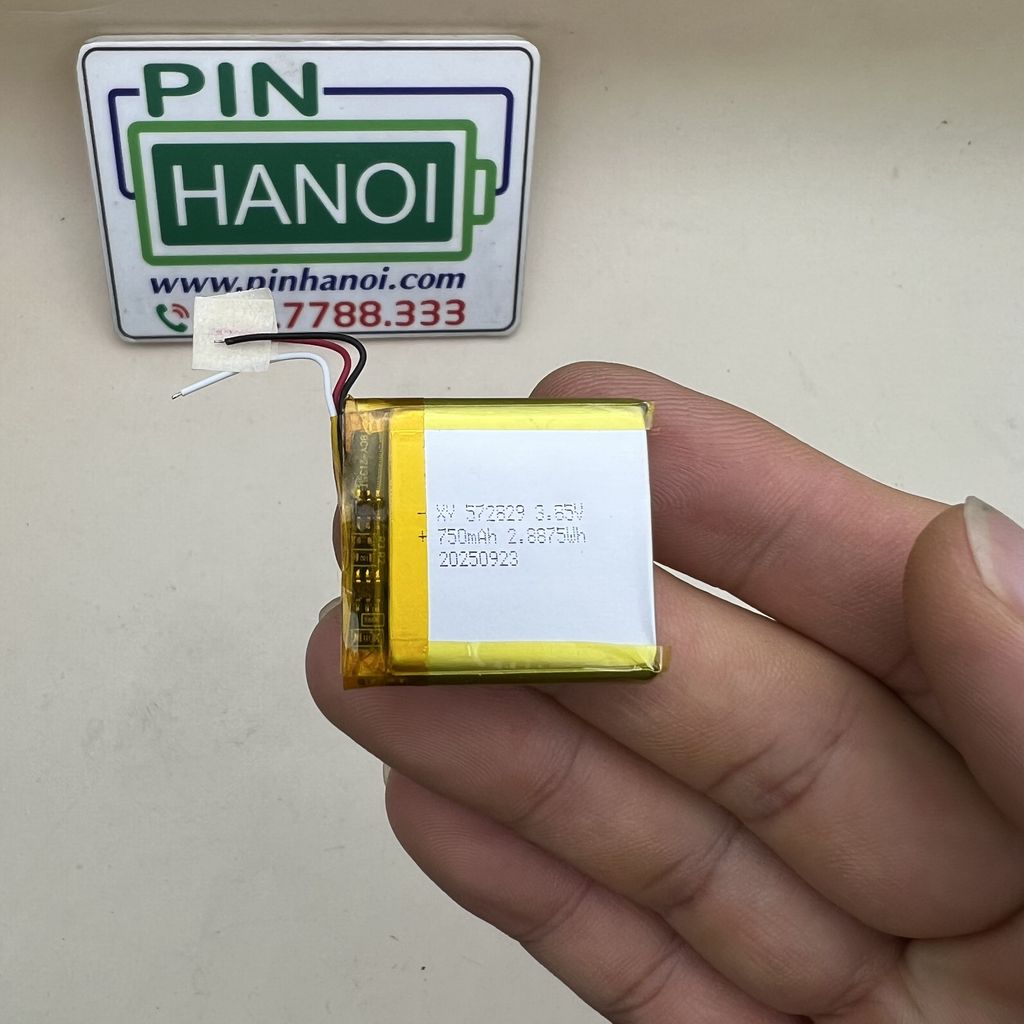 PIN
HANOI
www.pinhanoi.com
.7788.333
XY 572829 3.85V
750mAh 2.8875Wh
20250923